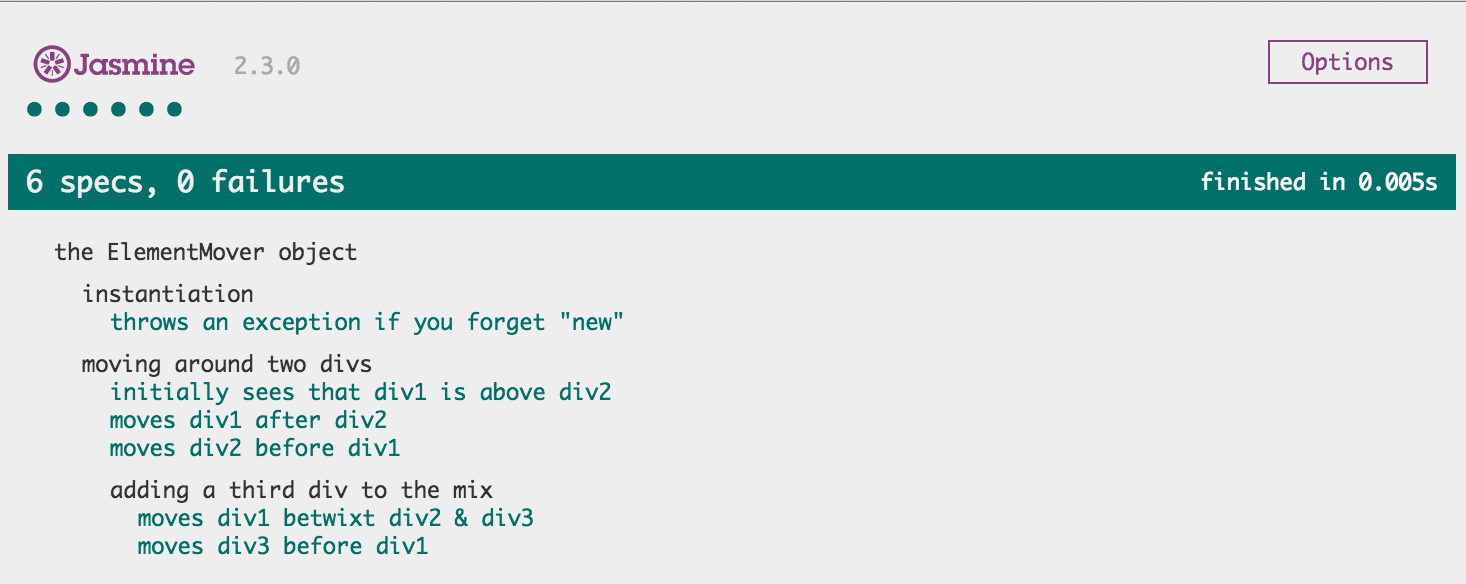 Jasmine 2.3.0 Options
6 specs, 0 failures finished in 0.005s
the ElementMover object
instantiation
throws an exception if you forget "new"
moving around two divs
initially sees that div1 is above div2
moves div1 after div2
moves div2 before div1
adding a third div to the mix
moves div1 betwixt div2 & div3
moves div3 before div1